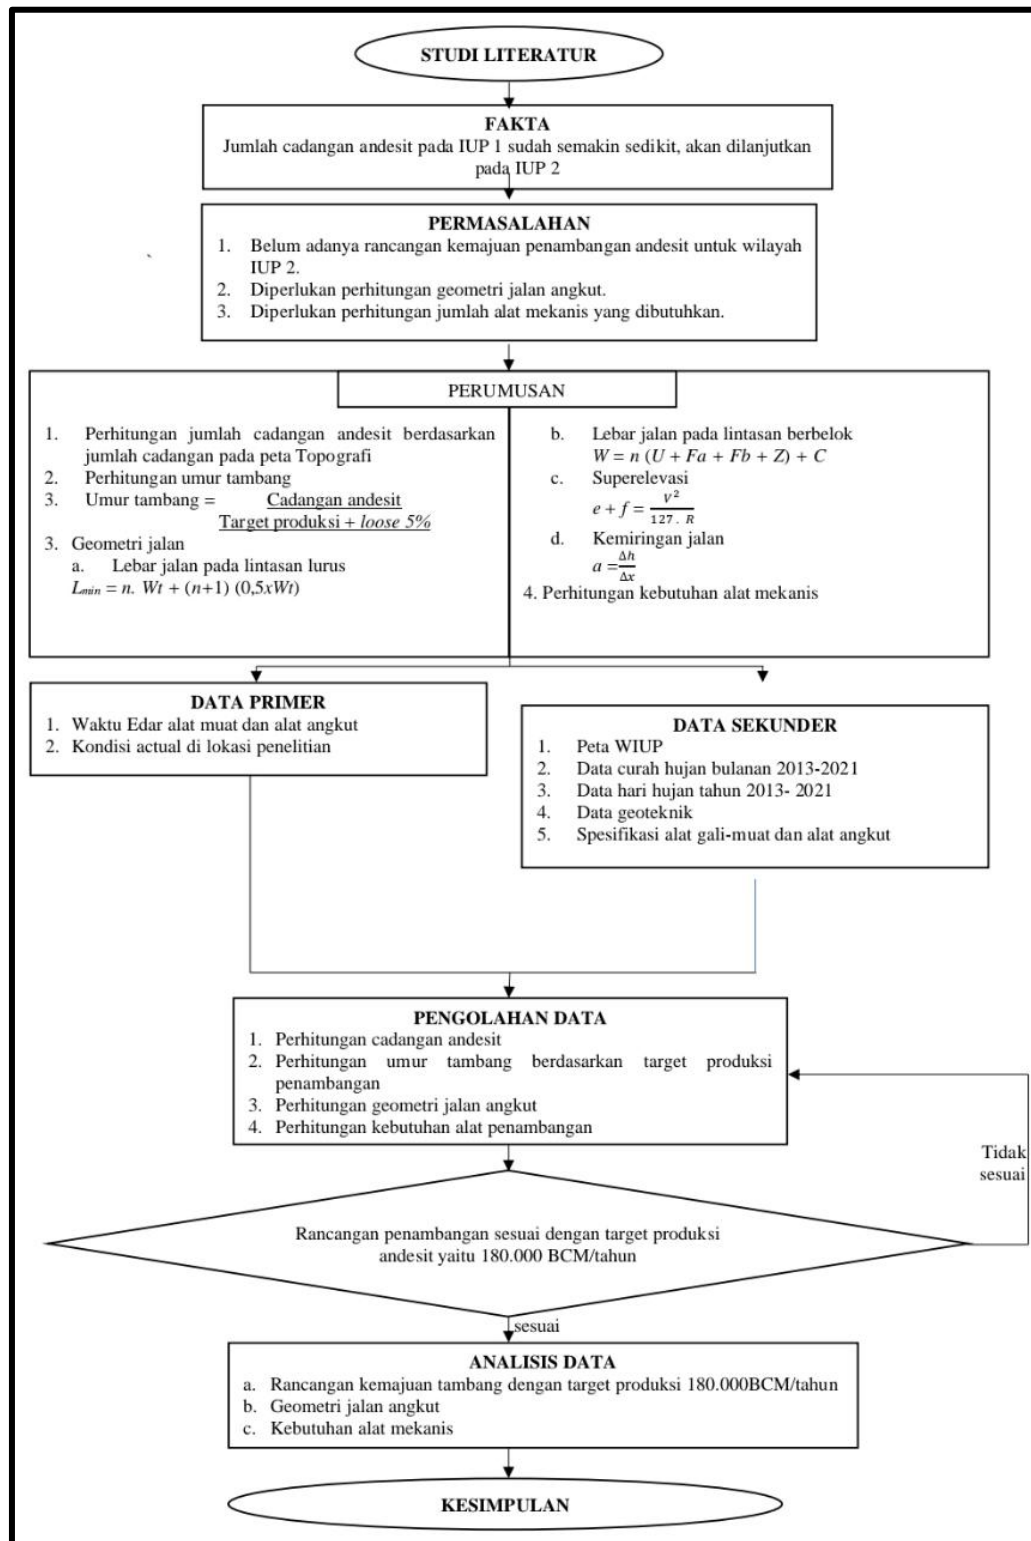 STUDI LITERATUR
FAKTA
Jumlah cadangan andesit pada IUP 1 sudah semakin sedikit, akan dilanjutkan
pada IUP 2
PERMASALAHAN
1. Belum adanya rancangan kemajuan penambangan andesit untuk wilayah
IUP 2.
2. Diperlukan perhitungan geometri jalan angkut.
3. Diperlukan perhitungan jumlah alat mekanis yang dibutuhkan.
PERUMUSAN
1. Perhitungan jumlah cadangan andesit berdasarkan
jumlah cadangan pada peta Topografi
2. Perhitungan umur tambang
3. Umur tambang = Cadangan andesit
Target produksi + loose 5%
3. Geometri jalan
a. Lebar jalan pada lintasan lurus
Lmin = n. Wt + (n+1) (0,5xWt)
b. Lebar jalan pada lintasan berbelok
W = n (U + Fa + Fb + Z) + C
c. Superelevasi
e + f = V² / 127 . R
d. Kemiringan jalan
a = Δh / Δx
4. Perhitungan kebutuhan alat mekanis
DATA PRIMER
1. Waktu Edar alat muat dan alat angkut
2. Kondisi actual di lokasi penelitian
DATA SEKUNDER
1. Peta WIUP
2. Data curah hujan bulanan 2013-2021
3. Data hari hujan tahun 2013- 2021
4. Data geoteknik
5. Spesifikasi alat gali-muat dan alat angkut
PENGOLAHAN DATA
1. Perhitungan cadangan andesit
2. Perhitungan umur tambang berdasarkan target produksi
penambangan
3. Perhitungan geometri jalan angkut
4. Perhitungan kebutuhan alat penambangan
Tidak
sesuai
Rancangan penambangan sesuai dengan target produksi
andesit yaitu 180.000 BCM/tahun
sesuai
ANALISIS DATA
a. Rancangan kemajuan tambang dengan target produksi 180.000BCM/tahun
b. Geometri jalan angkut
c. Kebutuhan alat mekanis
KESIMPULAN